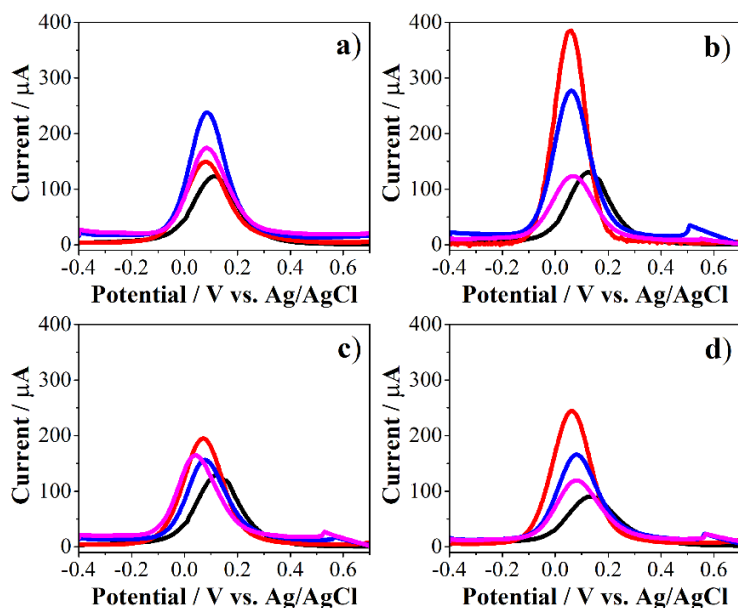 400
300
200
100
0
Current / μA
a)
-0.4 -0.2 0.0 0.2 0.4 0.6
Potential / V vs. Ag/AgCl
400
300
200
100
0
Current / μA
b)
-0.4 -0.2 0.0 0.2 0.4 0.6
Potential / V vs. Ag/AgCl
400
300
200
100
0
Current / μA
c)
-0.4 -0.2 0.0 0.2 0.4 0.6
Potential / V vs. Ag/AgCl
400
300
200
100
0
Current / μA
d)
-0.4 -0.2 0.0 0.2 0.4 0.6
Potential / V vs. Ag/AgCl